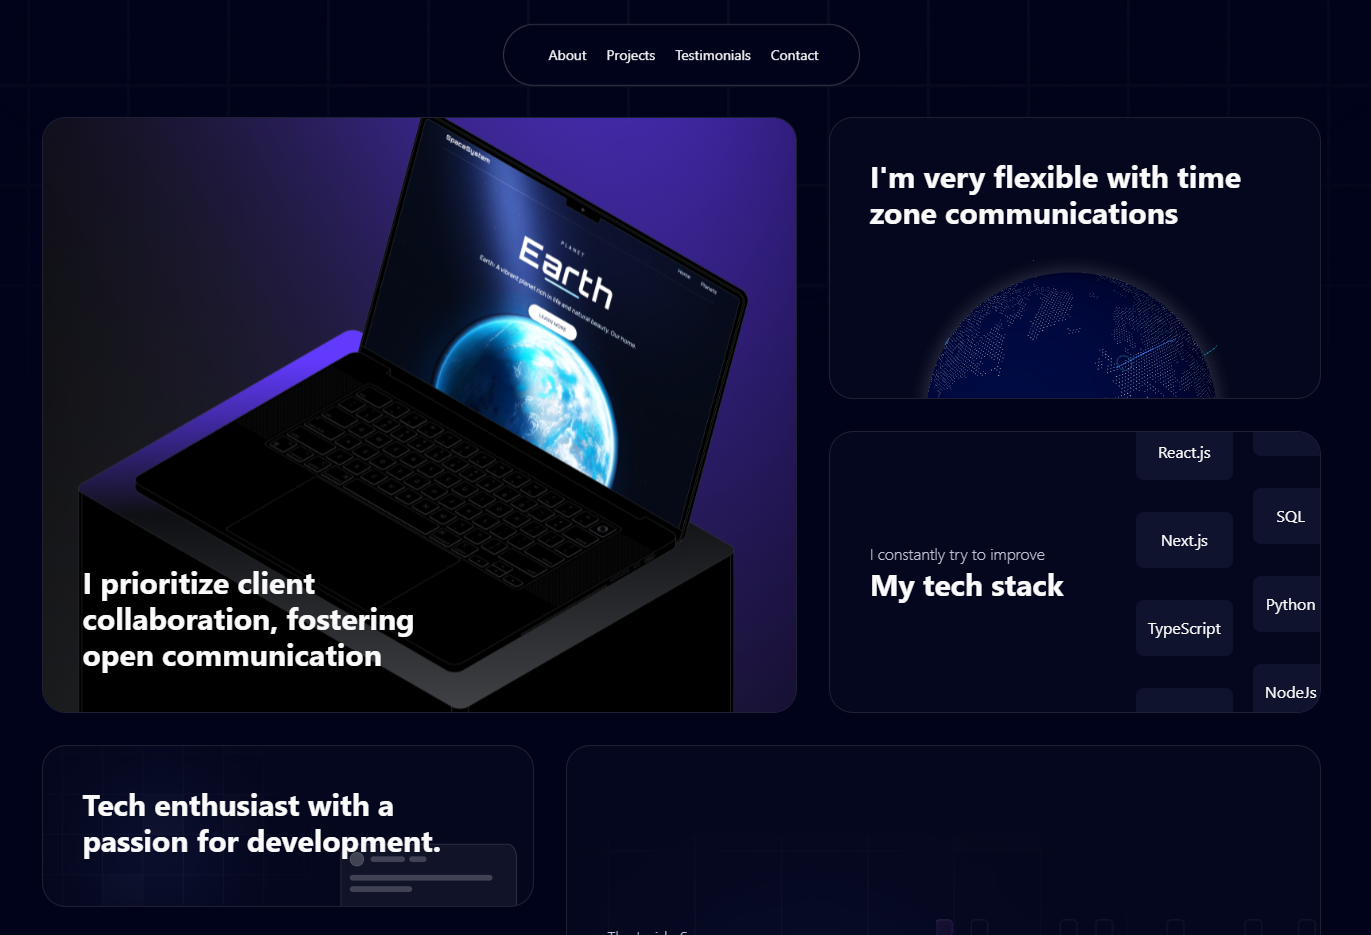 About Projects Testimonials Contact
SpaceSystem
Home Planets
PLANET
Earth
Earth: A vibrant planet rich in life and natural beauty. Our home.
LEARN MORE
I prioritize client
collaboration, fostering
open communication
I'm very flexible with time
zone communications
I constantly try to improve
My tech stack
React.js
Next.js
TypeScript
SQL
Python
NodeJs
Tech enthusiast with a
passion for development.